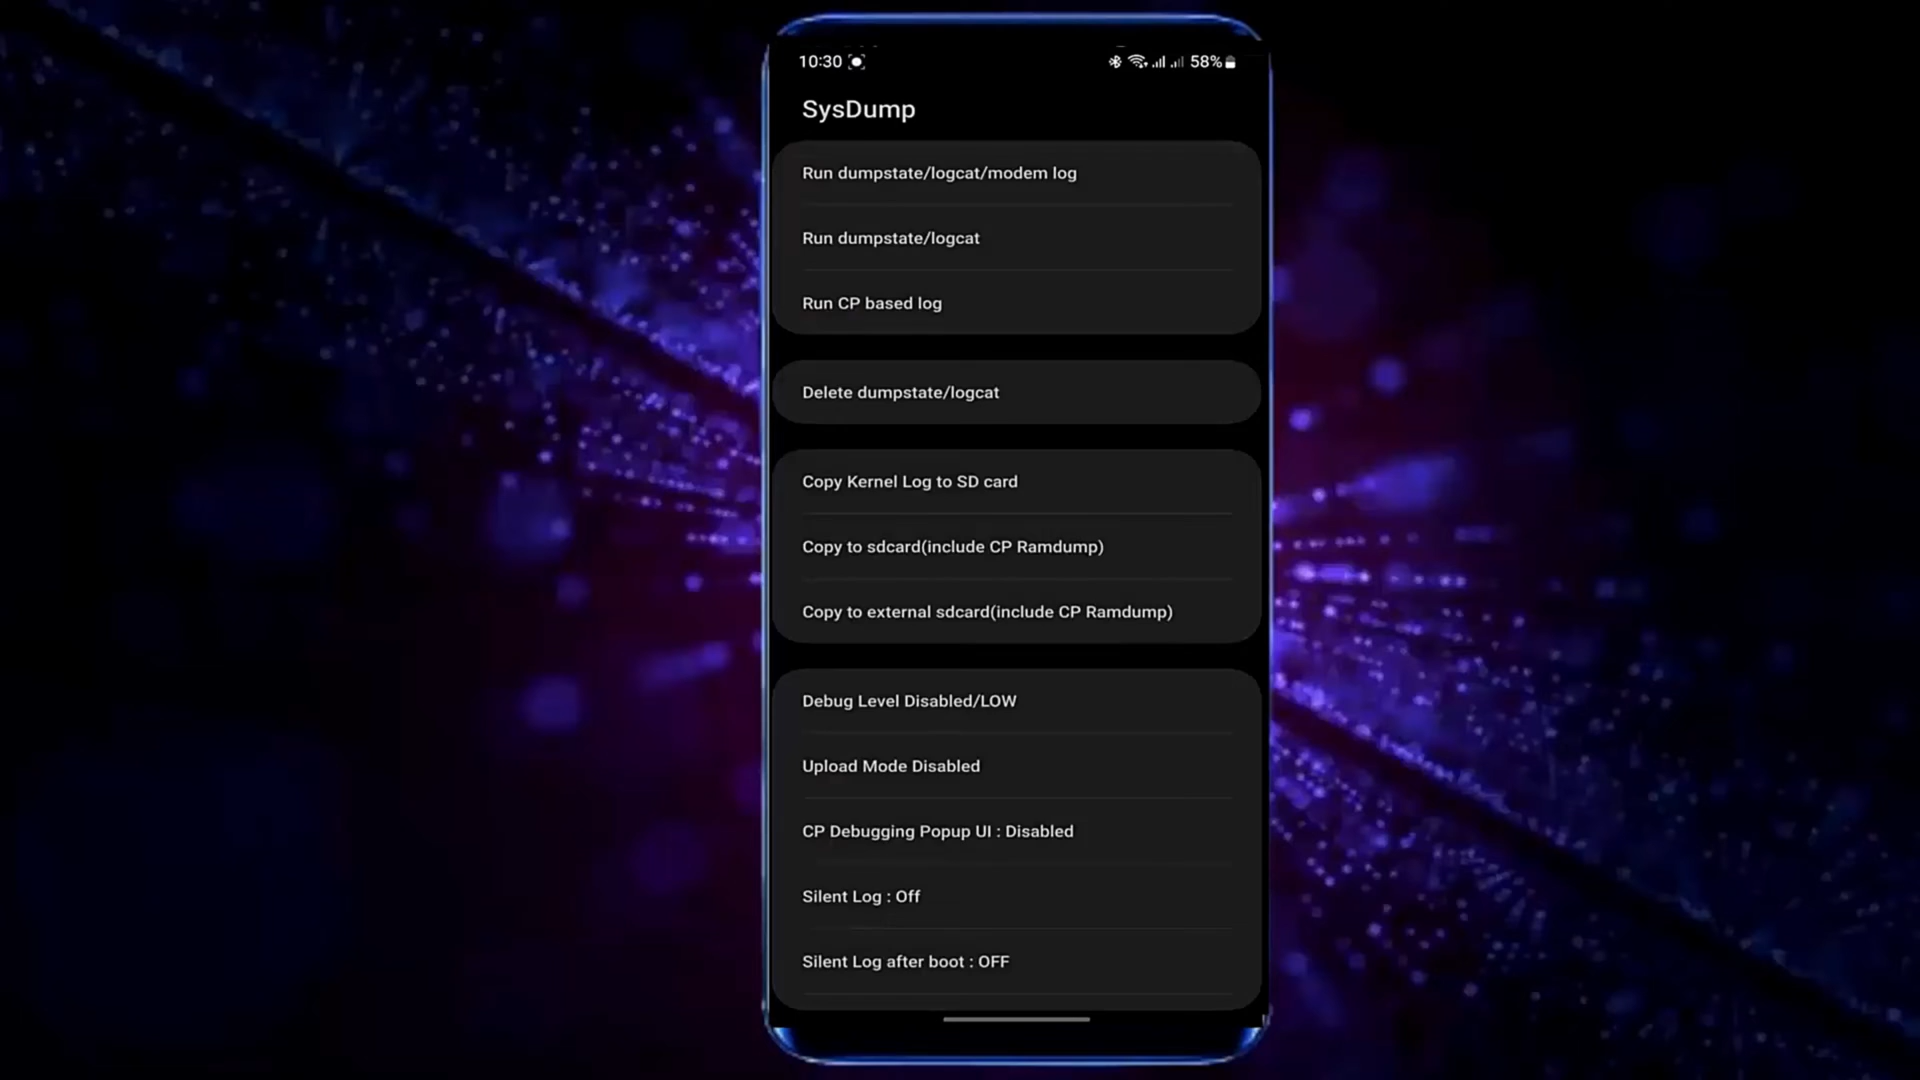 10:30 58%
SysDump
Run dumpstate/logcat/modem log
Run dumpstate/logcat
Run CP based log
Delete dumpstate/logcat
Copy Kernel Log to SD card
Copy to sdcard(include CP Ramdump)
Copy to external sdcard(include CP Ramdump)
Debug Level Disabled/LOW
Upload Mode Disabled
CP Debugging Popup UI : Disabled
Silent Log : Off
Silent Log after boot : OFF